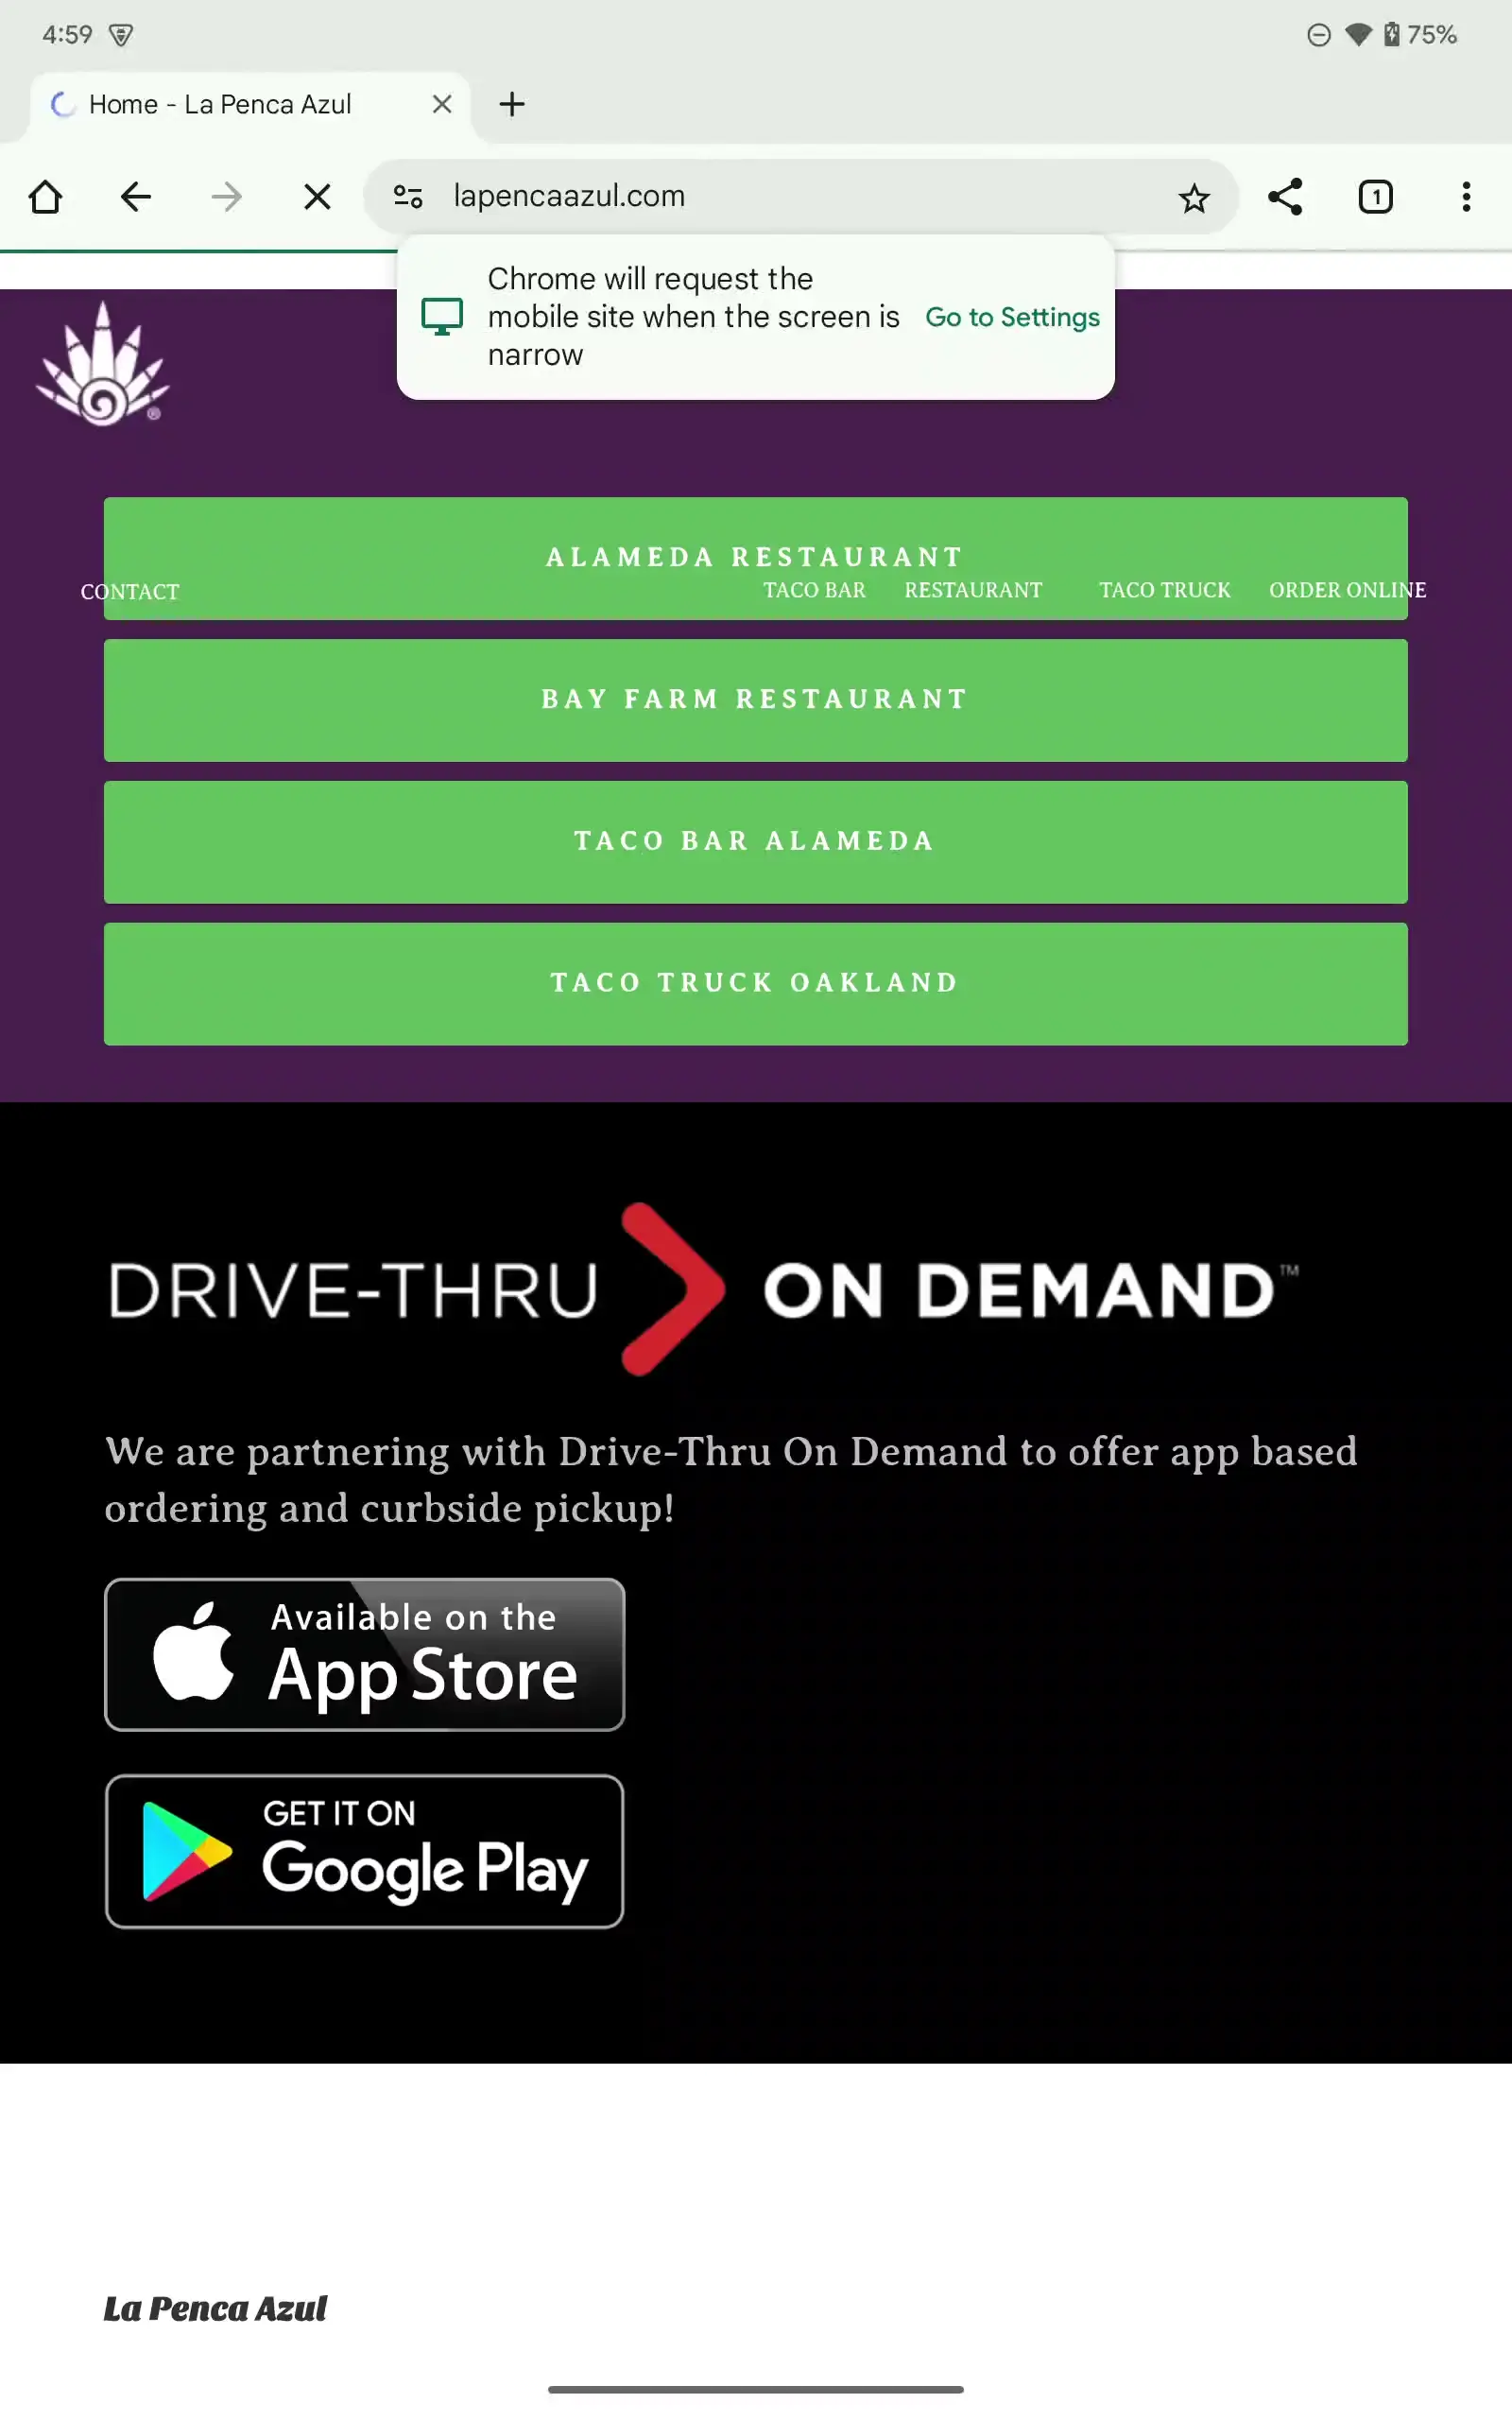 4:59
75%
Home - La Penca Azul
lapencaazul.com
1
Chrome will request the
mobile site when the screen is
narrow
Go to Settings
®
ALAMEDA RESTAURANT
CONTACT
TACO BAR
RESTAURANT
TACO TRUCK
ORDER ONLINE
BAY FARM RESTAURANT
TACO BAR ALAMEDA
TACO TRUCK OAKLAND
DRIVE-THRU ON DEMAND™
We are partnering with Drive-Thru On Demand to offer app based
ordering and curbside pickup!
Available on the
App Store
GET IT ON
Google Play
La Penca Azul